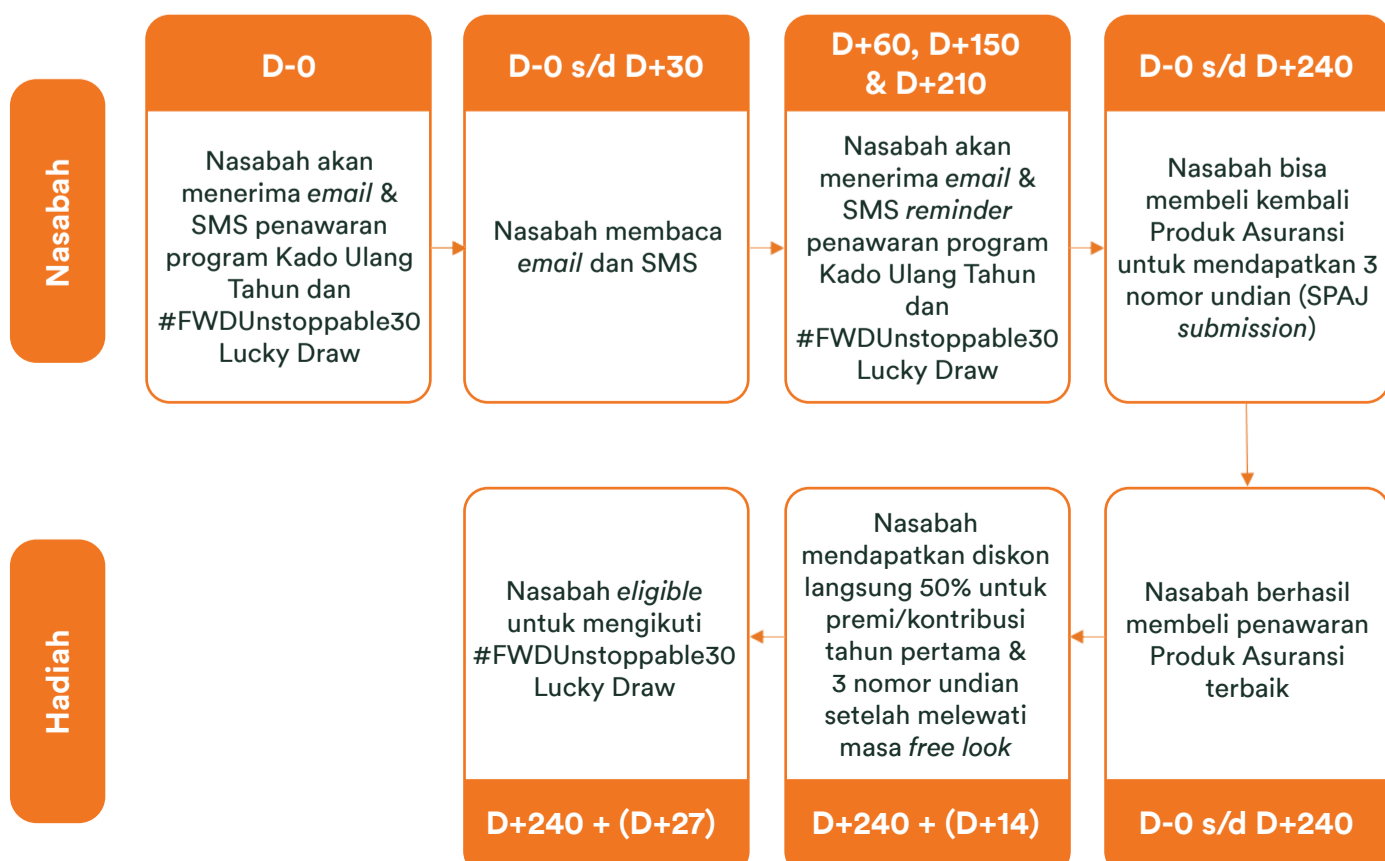 Nasabah
D-0
Nasabah akan
menerima email &
SMS penawaran
program Kado Ulang
Tahun dan
#FWDUnstoppable30
Lucky Draw
D-0 s/d D+30
Nasabah membaca
email dan SMS
D+60, D+150
& D+210
Nasabah akan
menerima email &
SMS reminder
penawaran program
Kado Ulang Tahun
dan
#FWDUnstoppable30
Lucky Draw
D-0 s/d D+240
Nasabah bisa
membeli kembali
Produk Asuransi
untuk mendapatkan 3
nomor undian (SPAJ
submission)
Hadiah
Nasabah eligible
untuk mengikuti
#FWDUnstoppable30
Lucky Draw
D+240 + (D+27)
Nasabah
mendapatkan diskon
langsung 50% untuk
premi/kontribusi
tahun pertama &
3 nomor undian
setelah melewati
masa free look
D+240 + (D+14)
Nasabah berhasil
membeli penawaran
Produk Asuransi
terbaik
D-0 s/d D+240